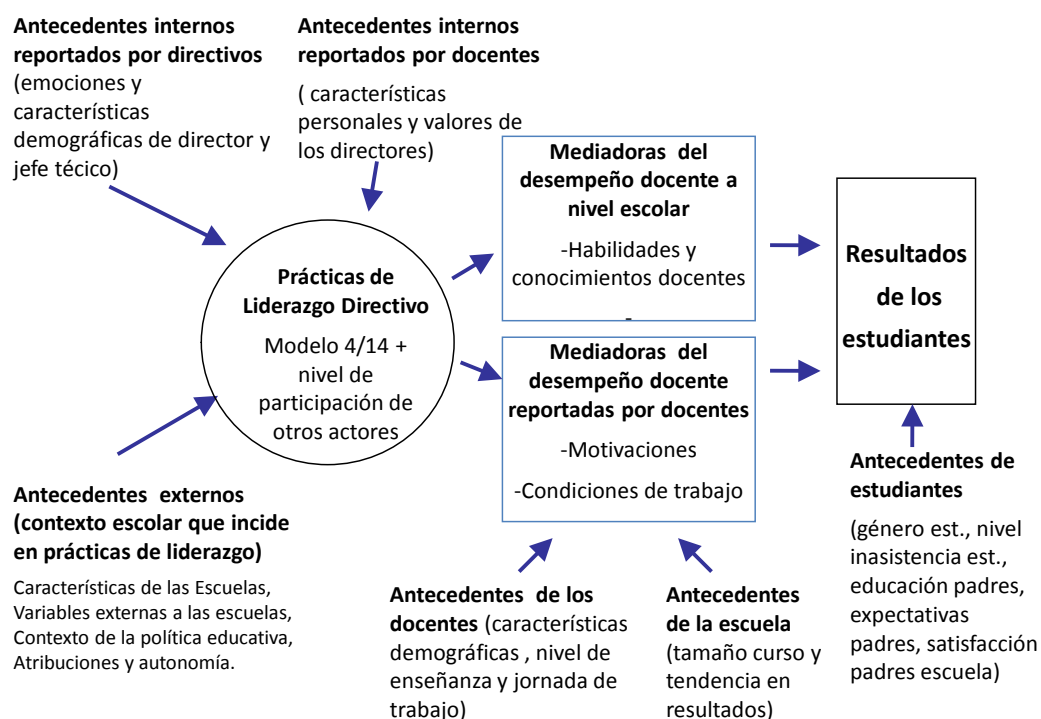 Antecedentes internos
reportados por directivos
(emociones y
características
demográficas de director y
jefe técico)
Antecedentes internos
reportados por docentes
( características
personales y valores de
los directores)
Prácticas de
Liderazgo Directivo
Modelo 4/14 +
nivel de
participación de
otros actores
Antecedentes externos
(contexto escolar que incide
en prácticas de liderazgo)
Características de las Escuelas,
Variables externas a las escuelas,
Contexto de la política educativa,
Atribuciones y autonomía.
Mediadoras del
desempeño docente a
nivel escolar
-Habilidades y
conocimientos docentes
-
Mediadoras del
desempeño docente
reportadas por docentes
-Motivaciones
-Condiciones de trabajo
Antecedentes de los
docentes (características
demográficas , nivel de
enseñanza y jornada de
trabajo)
Antecedentes
de la escuela
(tamaño curso y
tendencia en
resultados)
Resultados
de los
estudiantes
Antecedentes de
estudiantes
(género est., nivel
inasistencia est.,
educación padres,
expectativas
padres, satisfacción
padres escuela)